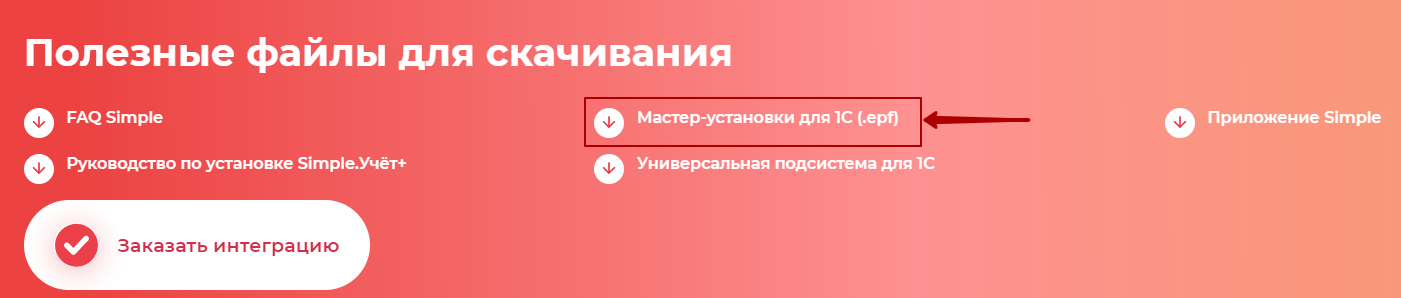 Полезные файлы для скачивания
FAQ Simple
Мастер-установки для 1С (.epf)
Приложение Simple
Руководство по установке Simple.Учёт+
Универсальная подсистема для 1С
Заказать интеграцию